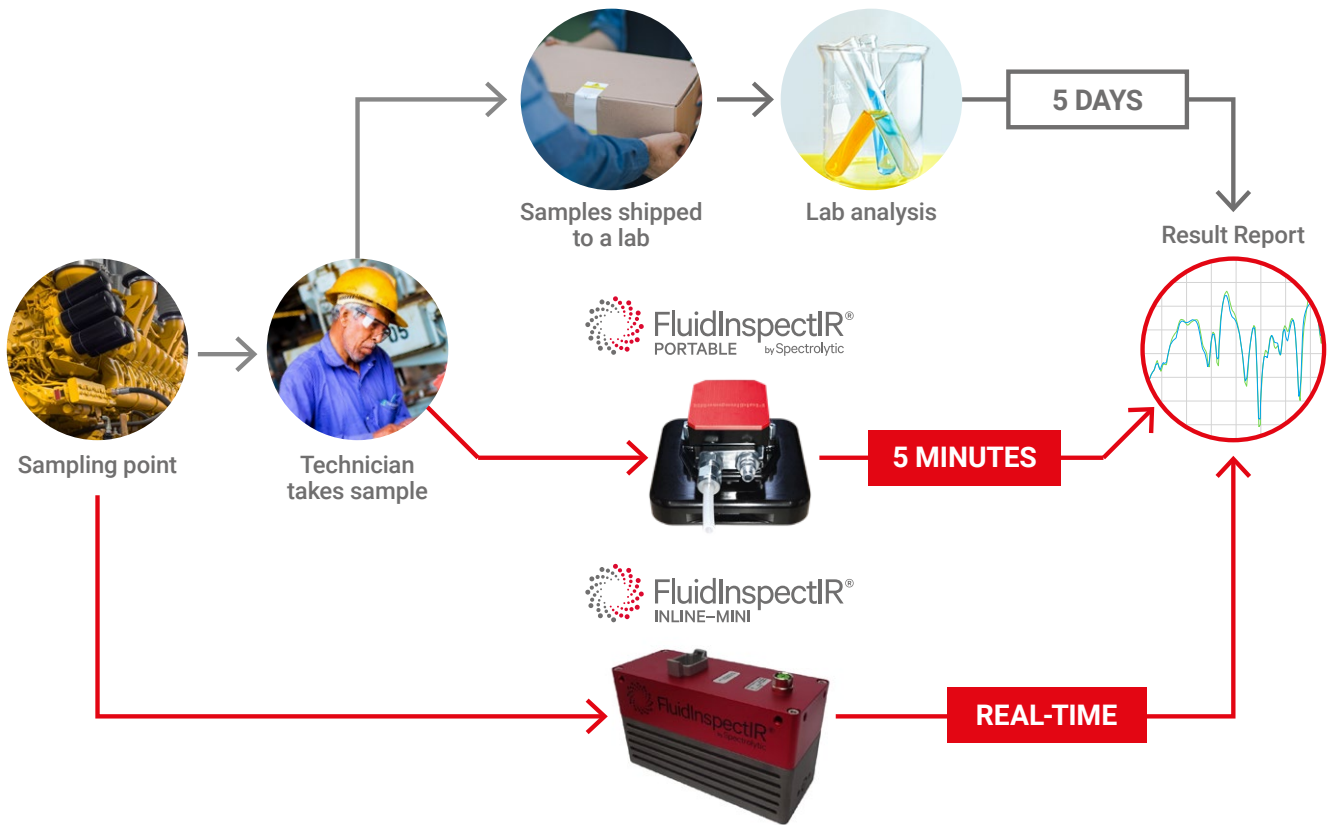 5 DAYS
Samples shipped
to a lab
Lab analysis
Result Report
FluidInspectIR®
PORTABLE by Spectrolytic
5 MINUTES
Sampling point
Technician
takes sample
FluidInspectIR®
INLINE–MINI
FluidInspectIR®
by Spectrolytic
REAL-TIME